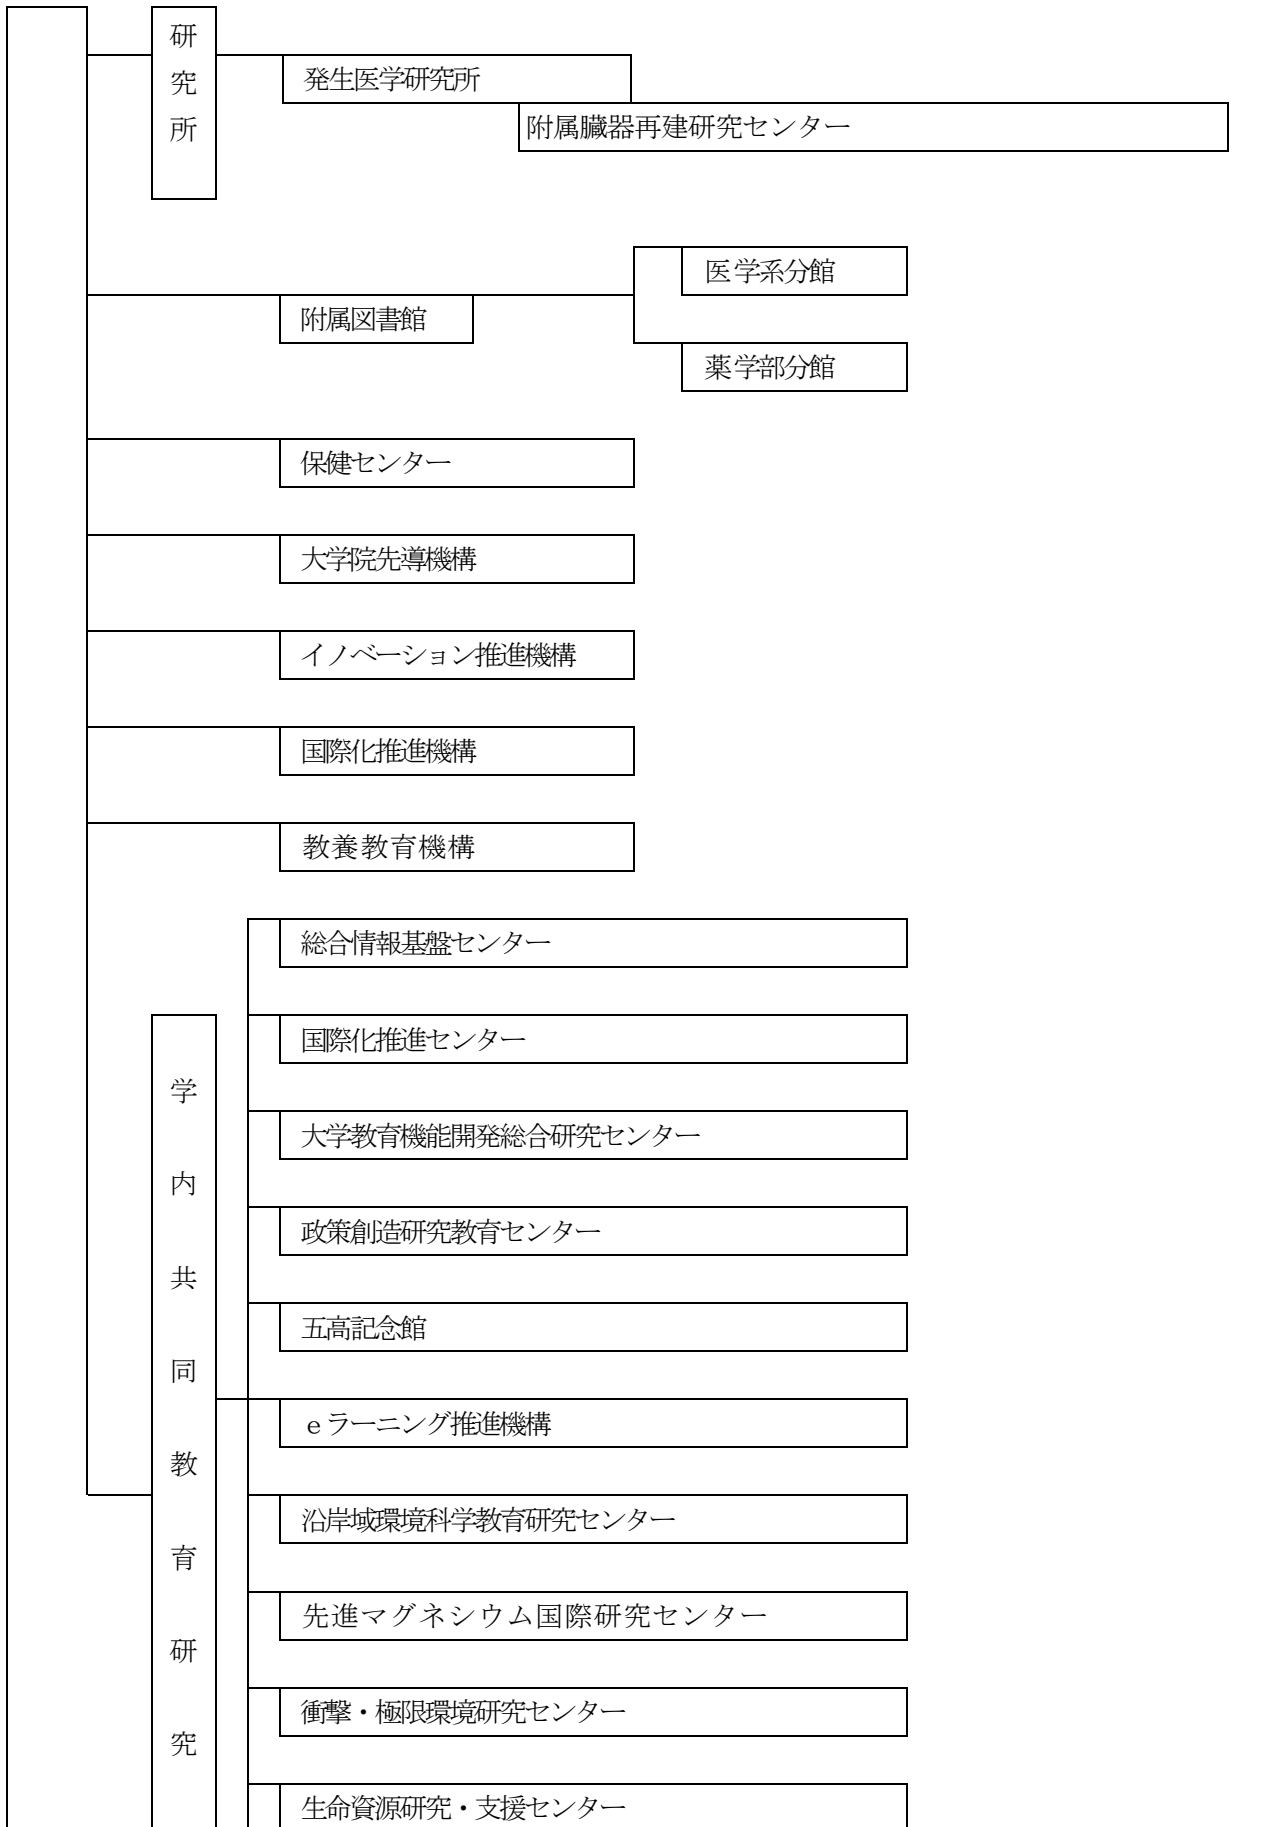 研究所
発生医学研究所
附属臓器再建研究センター
医学系分館
附属図書館
薬学部分館
保健センター
大学院先導機構
イノベーション推進機構
国際化推進機構
教養教育機構
総合情報基盤センター
学内共同教育研究
国際化推進センター
大学教育機能開発総合研究センター
政策創造研究教育センター
五高記念館
ｅラーニング推進機構
沿岸域環境科学教育研究センター
先進マグネシウム国際研究センター
衝撃・極限環境研究センター
生命資源研究・支援センター